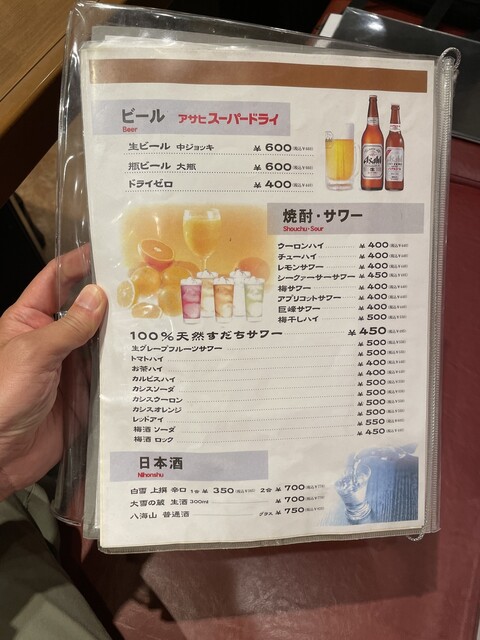 ビール アサヒスーパードライ
Beer
生ビール 中ジョッキ ¥600
瓶ビール 大瓶 ¥600
ドライゼロ ¥400
Asahi
Asahi
焼酎・サワー
Shouchu・Sour
ウーロンハイ ¥400
チューハイ ¥400
レモンサワー ¥400
シークァーサーサワー ¥450
梅サワー ¥400
アプリコットサワー ¥400
巨峰サワー ¥400
梅干しハイ ¥500
100%天然すだちサワー ¥450
生グレープフルーツサワー ¥500
トマトハイ ¥500
お茶ハイ ¥400
カルピスハイ ¥400
カシスソーダ ¥500
カシスウーロン ¥500
カシスオレンジ ¥500
レッドアイ ¥500
梅酒 ソーダ ¥550
梅酒 ロック ¥450
日本酒
Nihonshu
白雪 上撰 辛口 1合 ¥350 2合 ¥700
大雪の蔵 生酒 300ml ¥700
八海山 普通酒 グラス ¥750